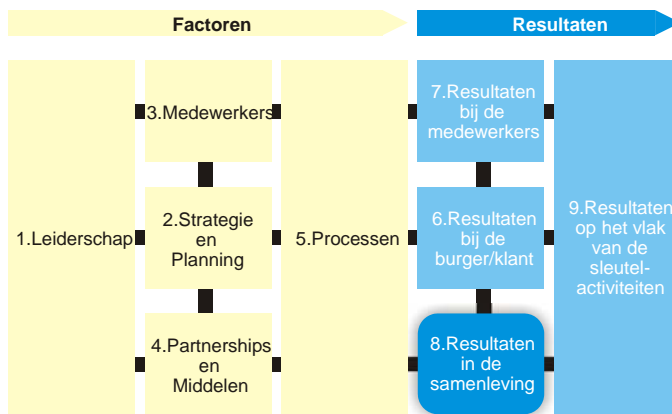 Factoren
Resultaten
1.Leiderschap
3.Medewerkers
2.Strategie
en
Planning
4.Partnerships
en
Middelen
5.Processen
7.Resultaten
bij de
medewerkers
6.Resultaten
bij de
burger/klant
8.Resultaten
in de
samenleving
9.Resultaten
op het vlak
van de
sleutel-
activiteiten